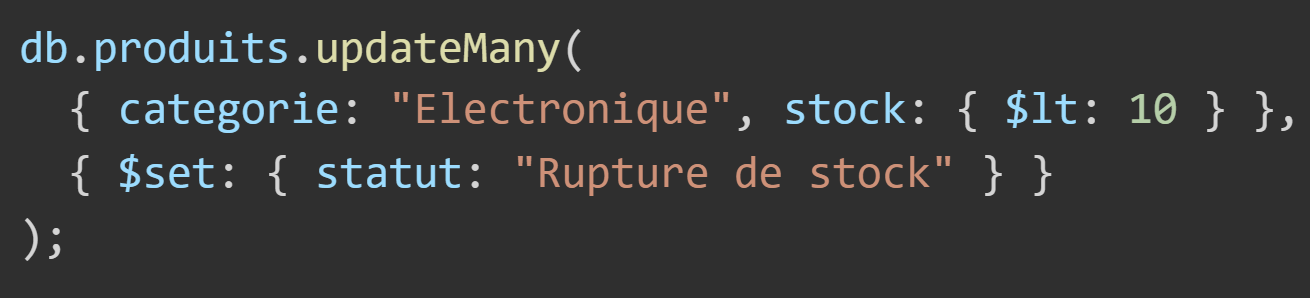 db.produits.updateMany(
{ categorie: "Electronique", stock: { $lt: 10 } },
{ $set: { statut: "Rupture de stock" } }
);